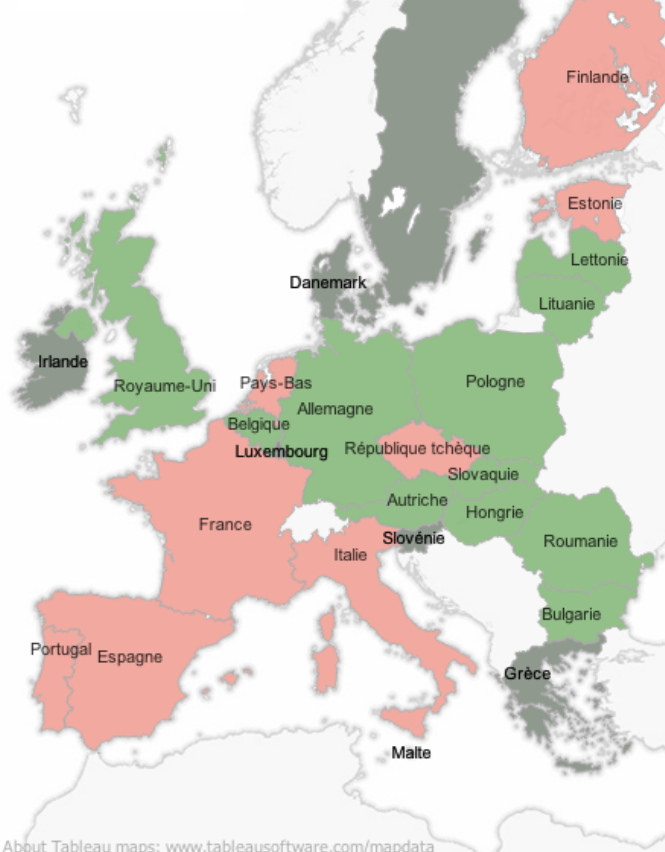 Finlande
Estonie
Lettonie
Danemark
Lituanie
Irlande
Royaume-Uni
Pays-Bas
Pologne
Allemagne
Belgique
Luxembourg
République tchèque
Slovaquie
Autriche
Hongrie
France
Slovénie
Roumanie
Italie
Bulgarie
Portugal
Espagne
Grèce
Malte
About Tableau maps: www.tableausoftware.com/mapdata